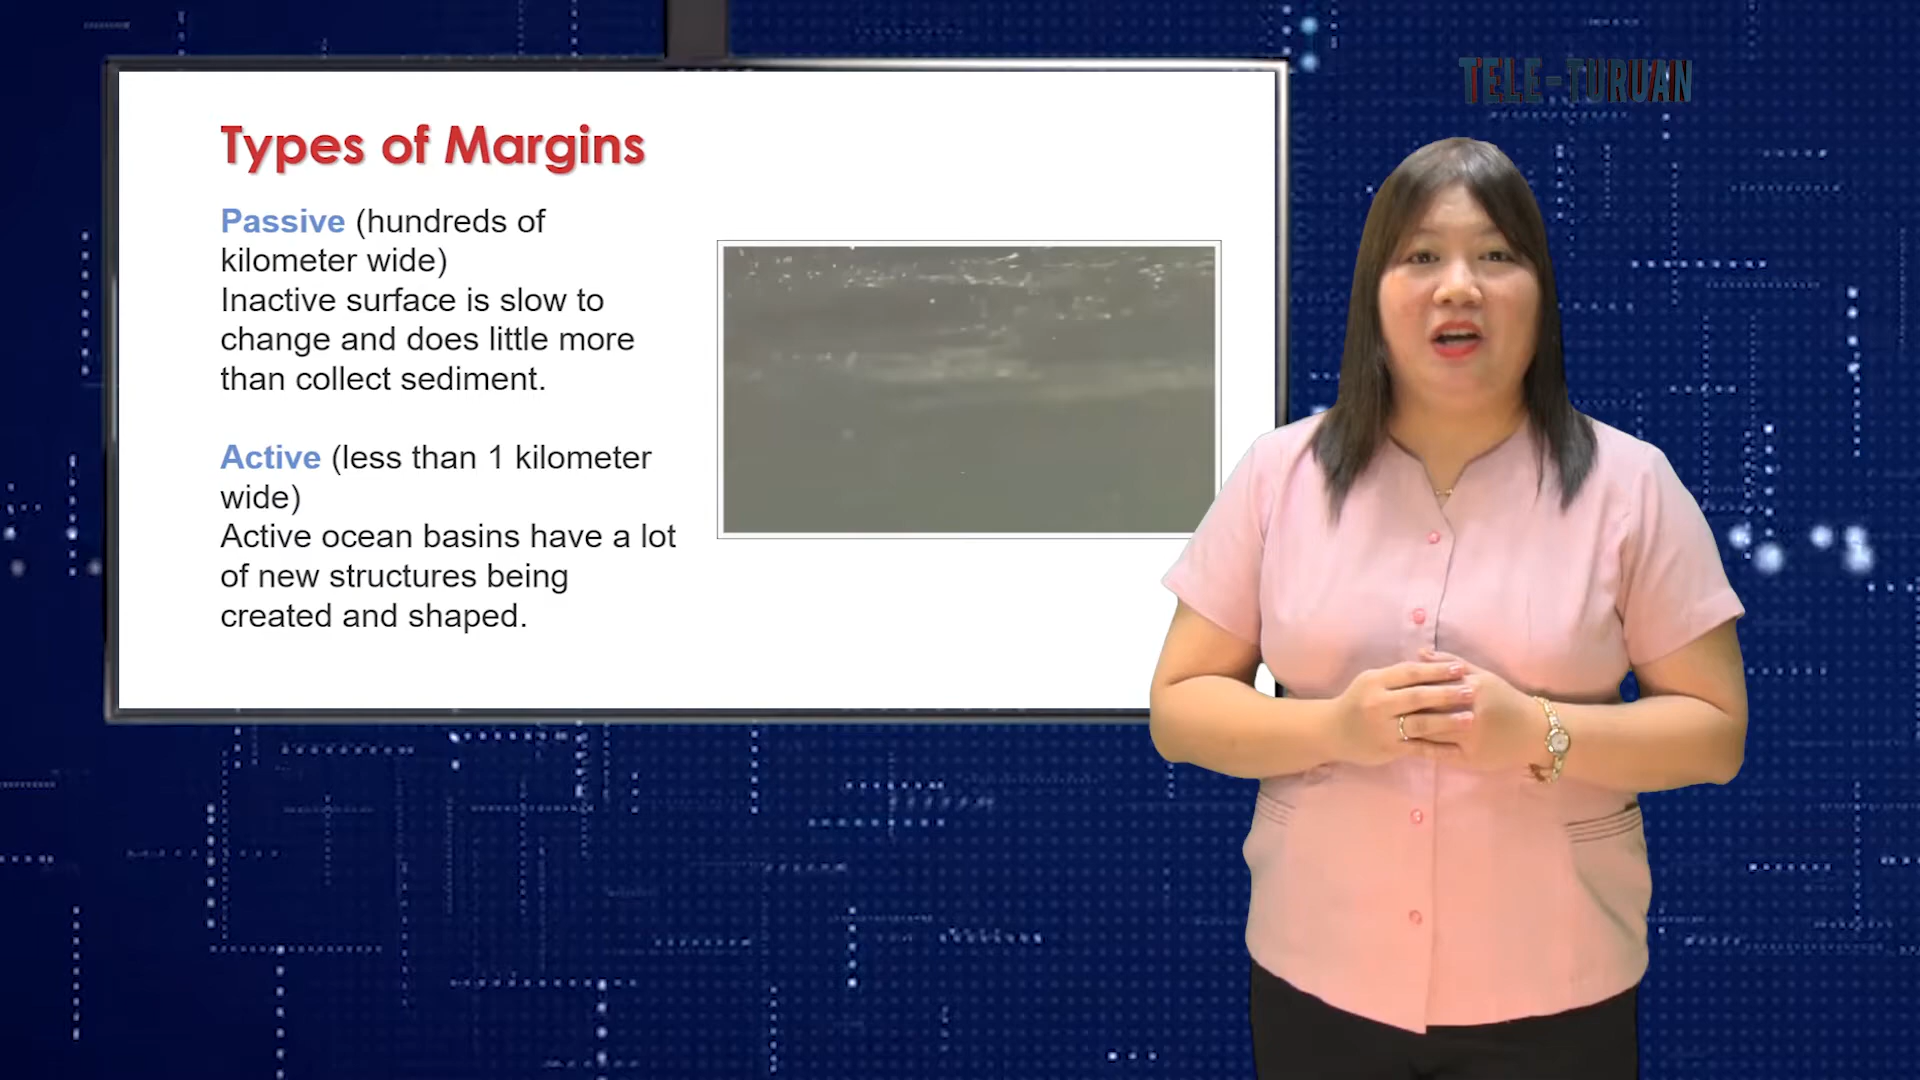 TELE-TURUAN
Types of Margins
Passive (hundreds of
kilometer wide)
Inactive surface is slow to
change and does little more
than collect sediment.
Active (less than 1 kilometer
wide)
Active ocean basins have a lot
of new structures being
created and shaped.